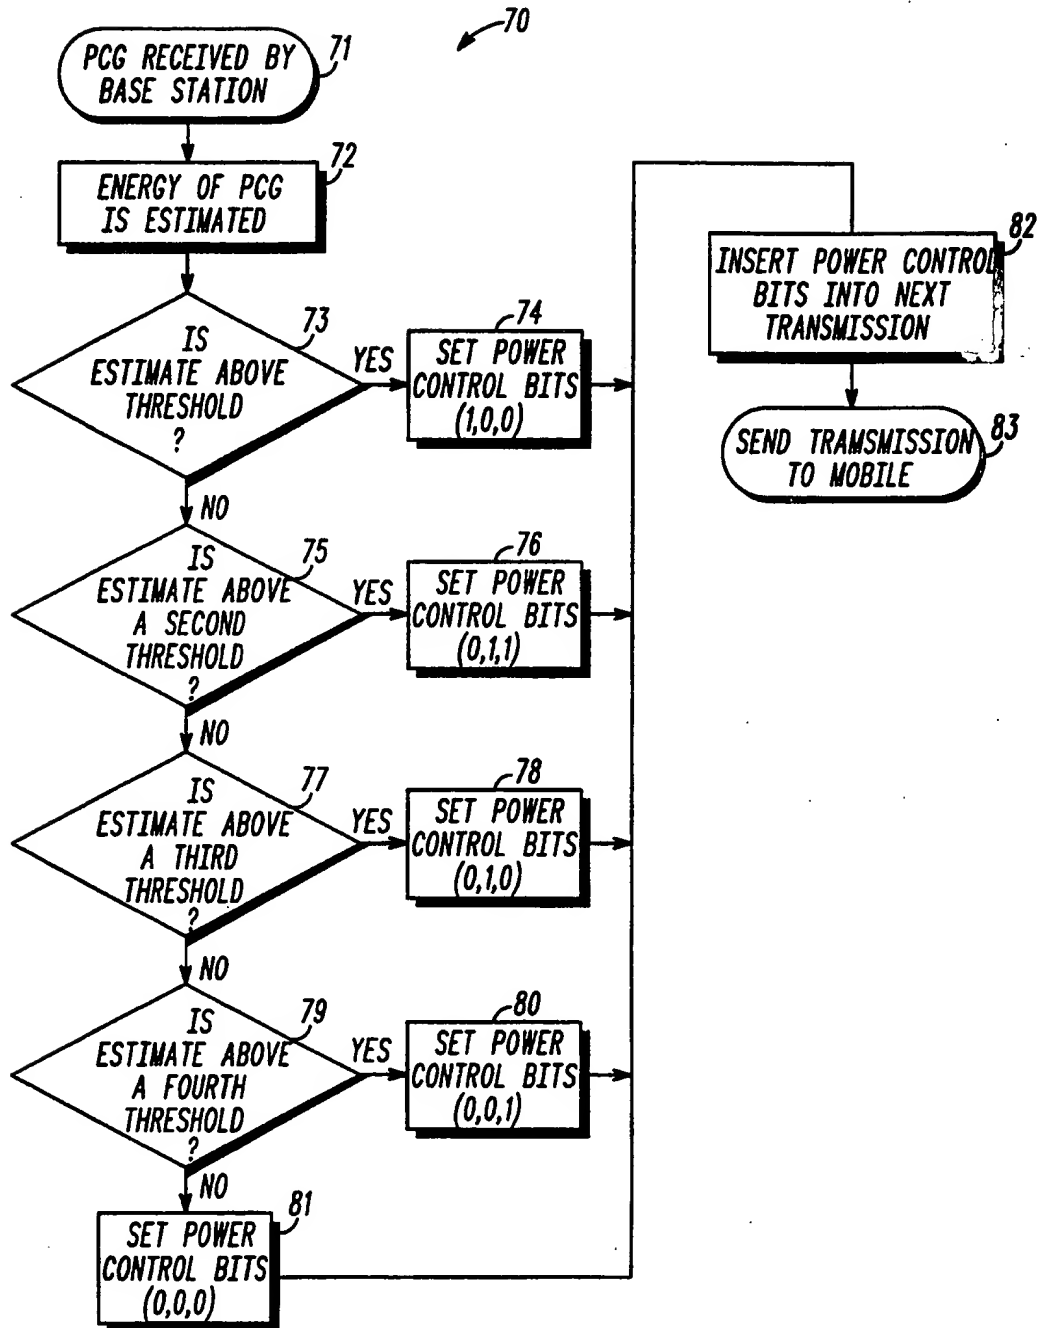 70
PCG RECEIVED BY
BASE STATION
71
ENERGY OF PCG
IS ESTIMATED
72
IS
ESTIMATE ABOVE
THRESHOLD
?
73
YES
NO
SET POWER
CONTROL BITS
(1,0,0)
74
IS
ESTIMATE ABOVE
A SECOND
THRESHOLD
?
75
YES
NO
SET POWER
CONTROL BITS
(0,1,1)
76
IS
ESTIMATE ABOVE
A THIRD
THRESHOLD
?
77
YES
NO
SET POWER
CONTROL BITS
(0,1,0)
78
IS
ESTIMATE ABOVE
A FOURTH
THRESHOLD
?
79
YES
NO
SET POWER
CONTROL BITS
(0,0,1)
80
SET POWER
CONTROL BITS
(0,0,0)
81
INSERT POWER CONTROL
BITS INTO NEXT
TRANSMISSION
82
SEND TRAMSMISSION
TO MOBILE
83